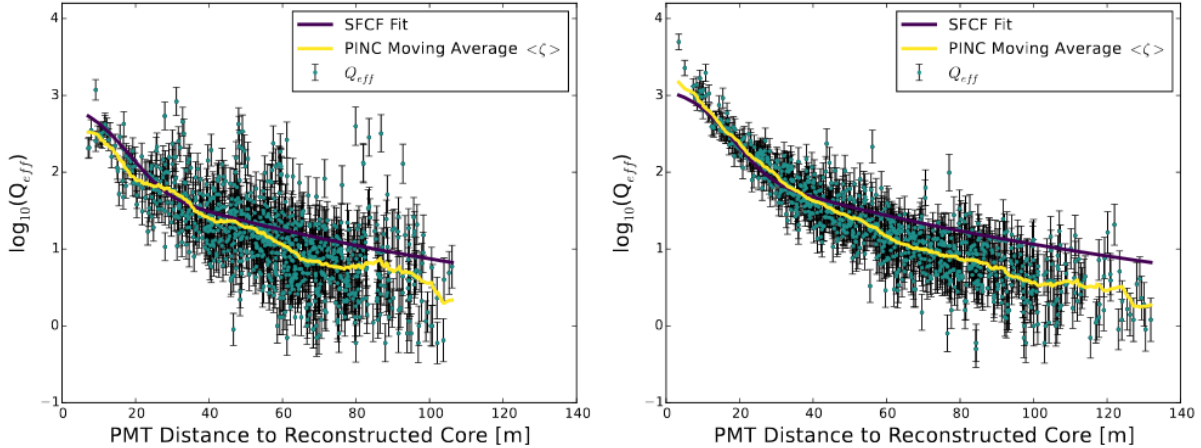 SFCF Fit
PINC Moving Average <ζ>
Q_eff
log₁₀(Q_eff)
4
3
2
1
0
−1
0 20 40 60 80 100 120 140
PMT Distance to Reconstructed Core [m]
SFCF Fit
PINC Moving Average <ζ>
Q_eff
log₁₀(Q_eff)
4
3
2
1
0
−1
0 20 40 60 80 100 120 140
PMT Distance to Reconstructed Core [m]